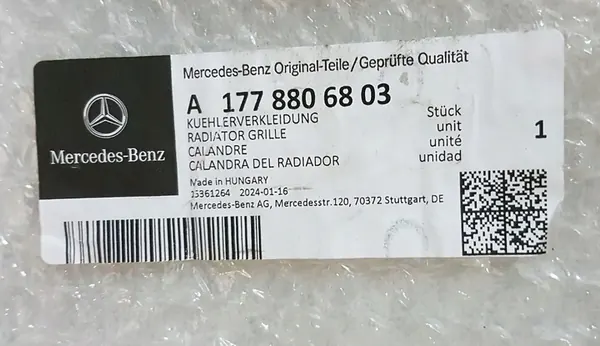 Mercedes-Benz Original-Teile/Geprüfte Qualität
A 177 880 68 03
KUEHLERVERKLEIDUNG
RADIATOR GRILLE
CALANDRE
CALANDRA DEL RADIADOR
Stück
unit
unité
unidad
1
Mercedes-Benz
Made in HUNGARY
25361264 2024-01-16
Mercedes-Benz AG, Mercedesstr.120, 70372 Stuttgart, DE